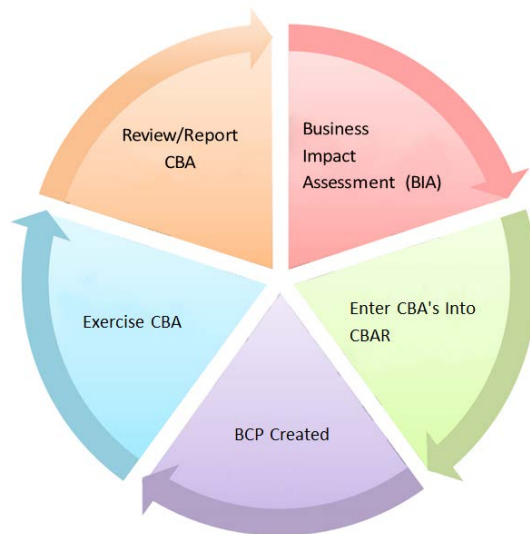 Business
Impact
Assessment (BIA)
Enter CBA's Into
CBAR
BCP Created
Exercise CBA
Review/Report
CBA